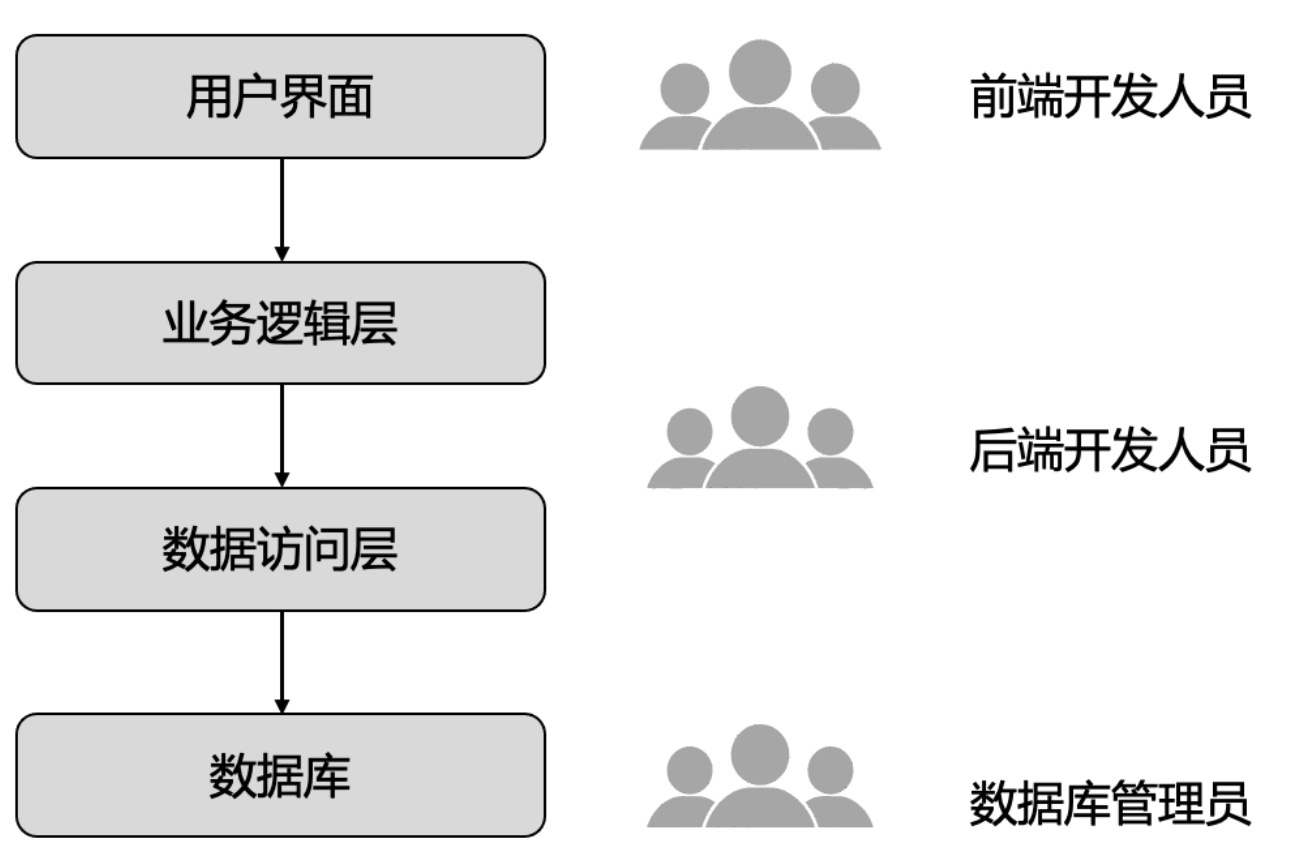 用户界面
前端开发人员
业务逻辑层
后端开发人员
数据访问层
数据库
数据库管理员